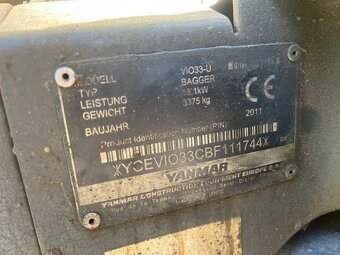 MODELL VIO33-U
TYP BAGGER
LEISTUNG 18,1kW
GEWICHT 3375 kg
BAUJAHR 2011
CE
Product Identification Number (PIN)
YCEVIO33CBF111744
YANMAR
YANMAR CONSTRUCTION EQUIPMENT EUROPE